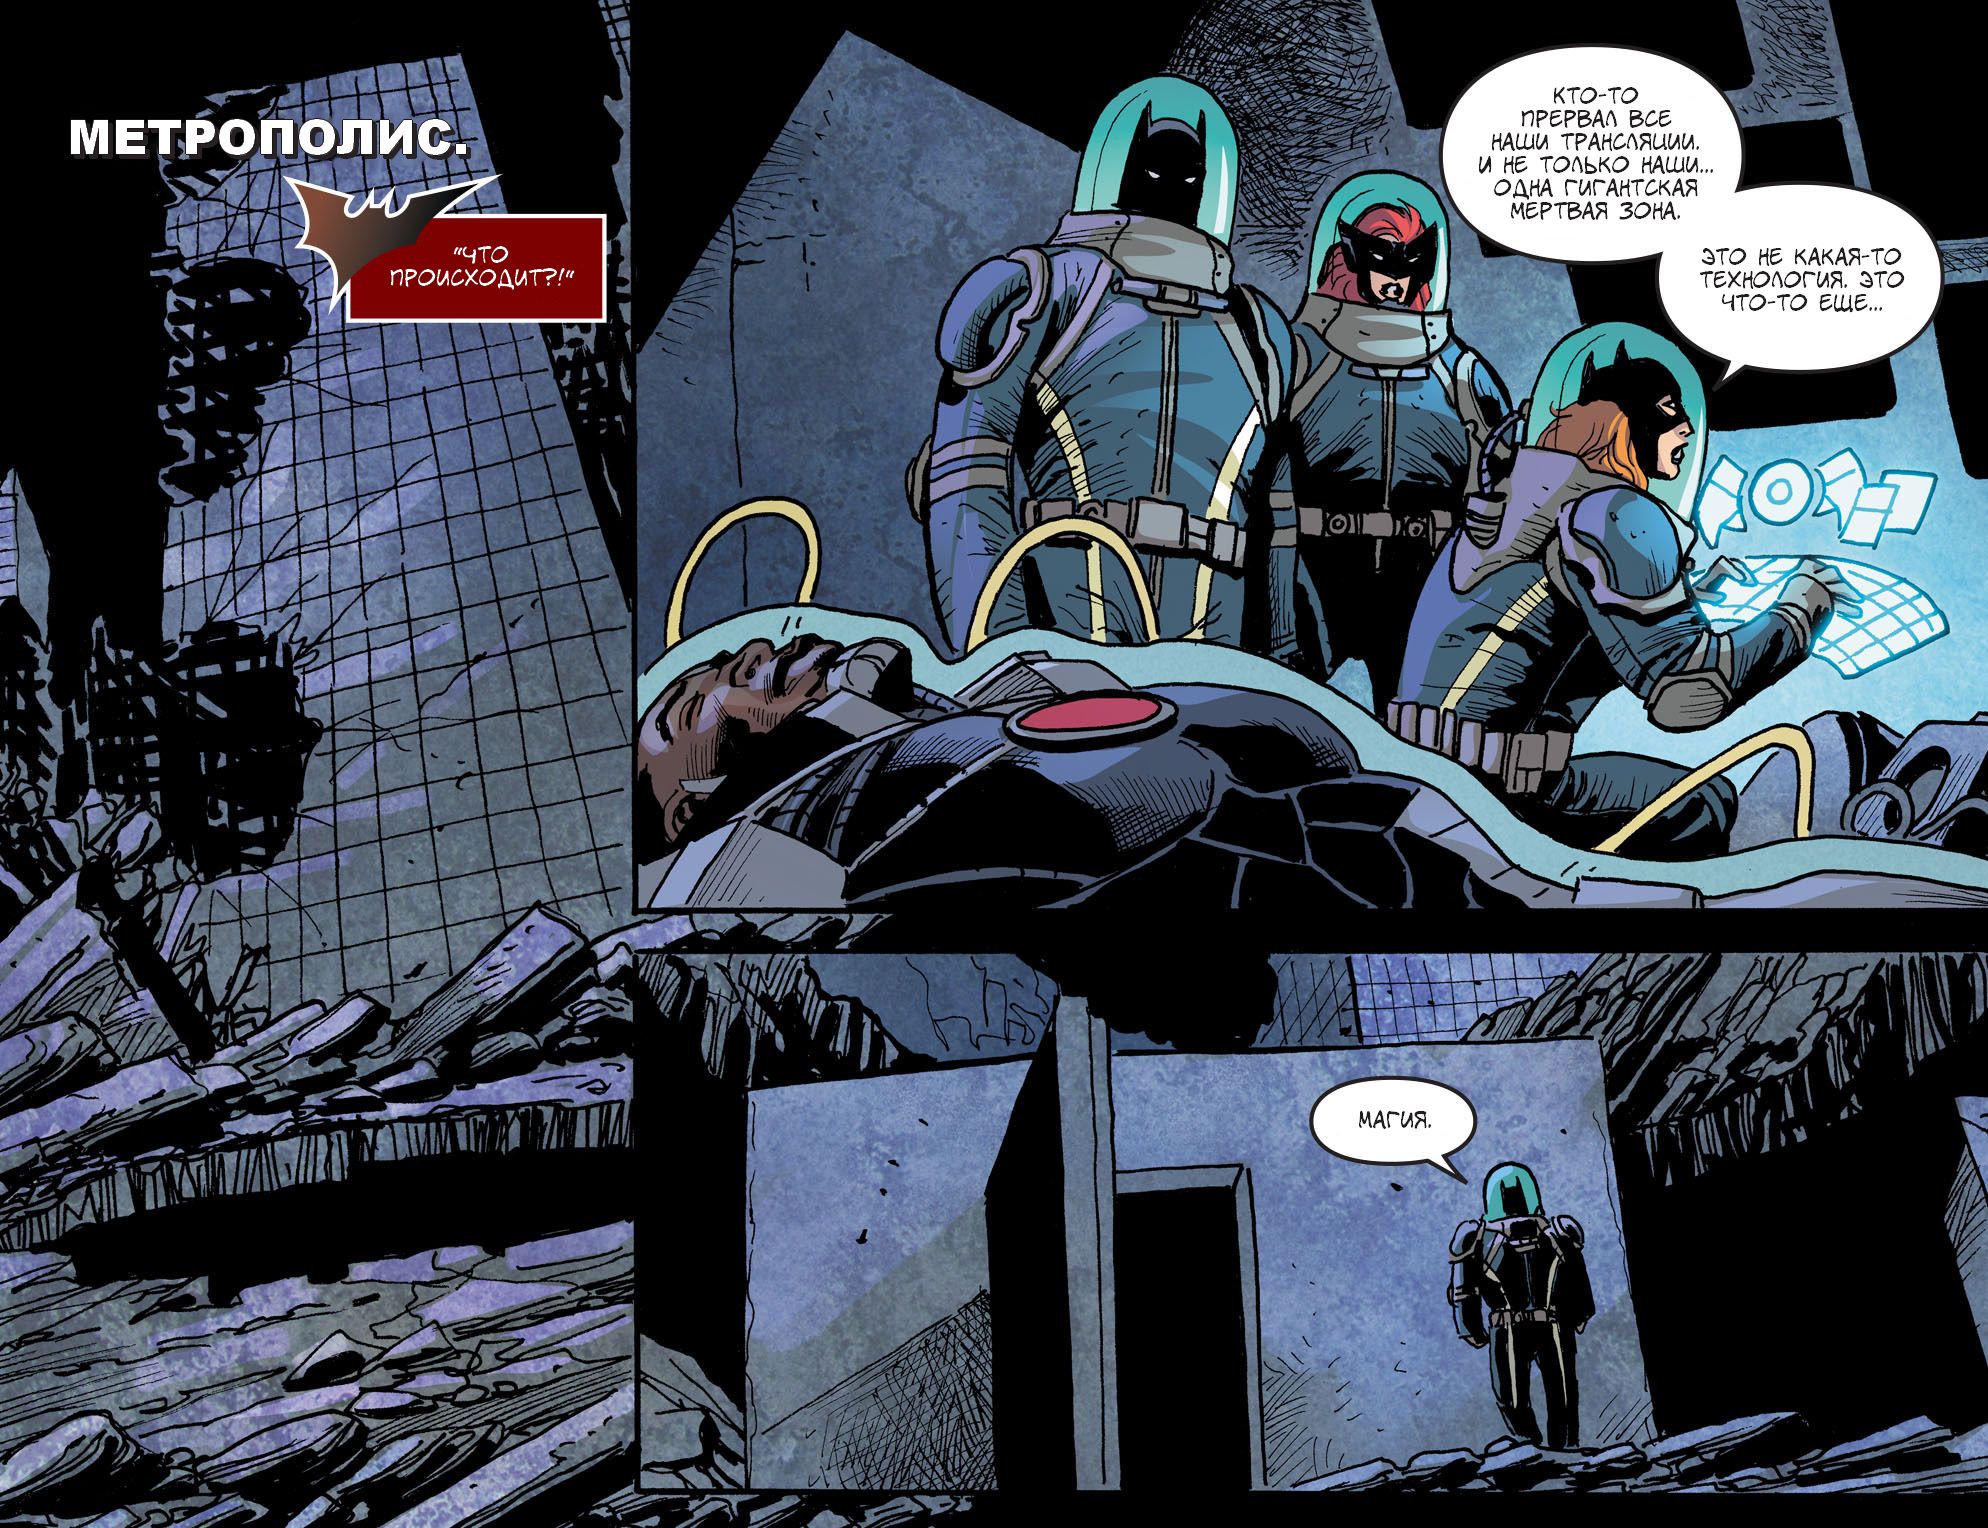 МЕТРОПОЛИС.
"ЧТО
ПРОИСХОДИТ?!"
КТО-ТО
ПРЕРВАЛ ВСЕ
НАШИ ТРАНСЛЯЦИИ.
И НЕ ТОЛЬКО НАШИ...
ОДНА ГИГАНТСКАЯ
МЕРТВАЯ ЗОНА.
ЭТО НЕ КАКАЯ-ТО
ТЕХНОЛОГИЯ. ЭТО
ЧТО-ТО ЕЩЕ...
МАГИЯ.